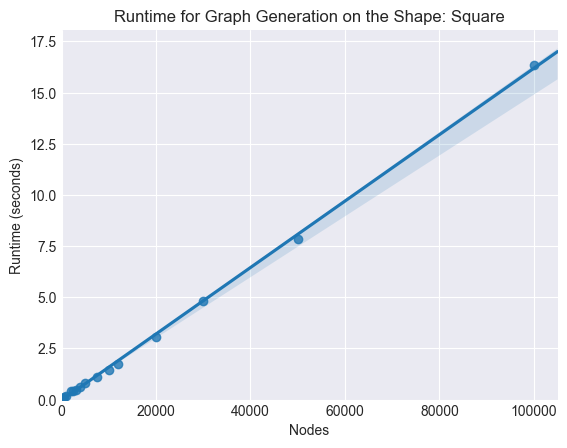 Runtime for Graph Generation on the Shape: Square
17.5
15.0
12.5
10.0
7.5
5.0
2.5
0.0
Runtime (seconds)
0 20000 40000 60000 80000 100000
Nodes